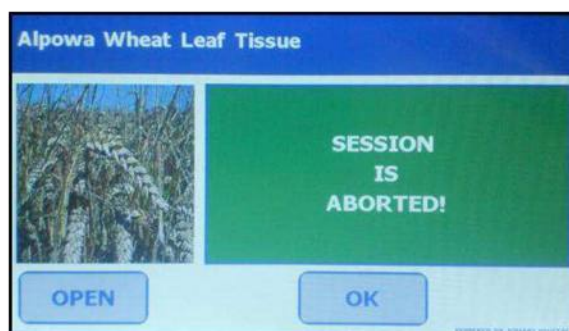 Alpowa Wheat Leaf Tissue
SESSION
IS
ABORTED!
OPEN
OK